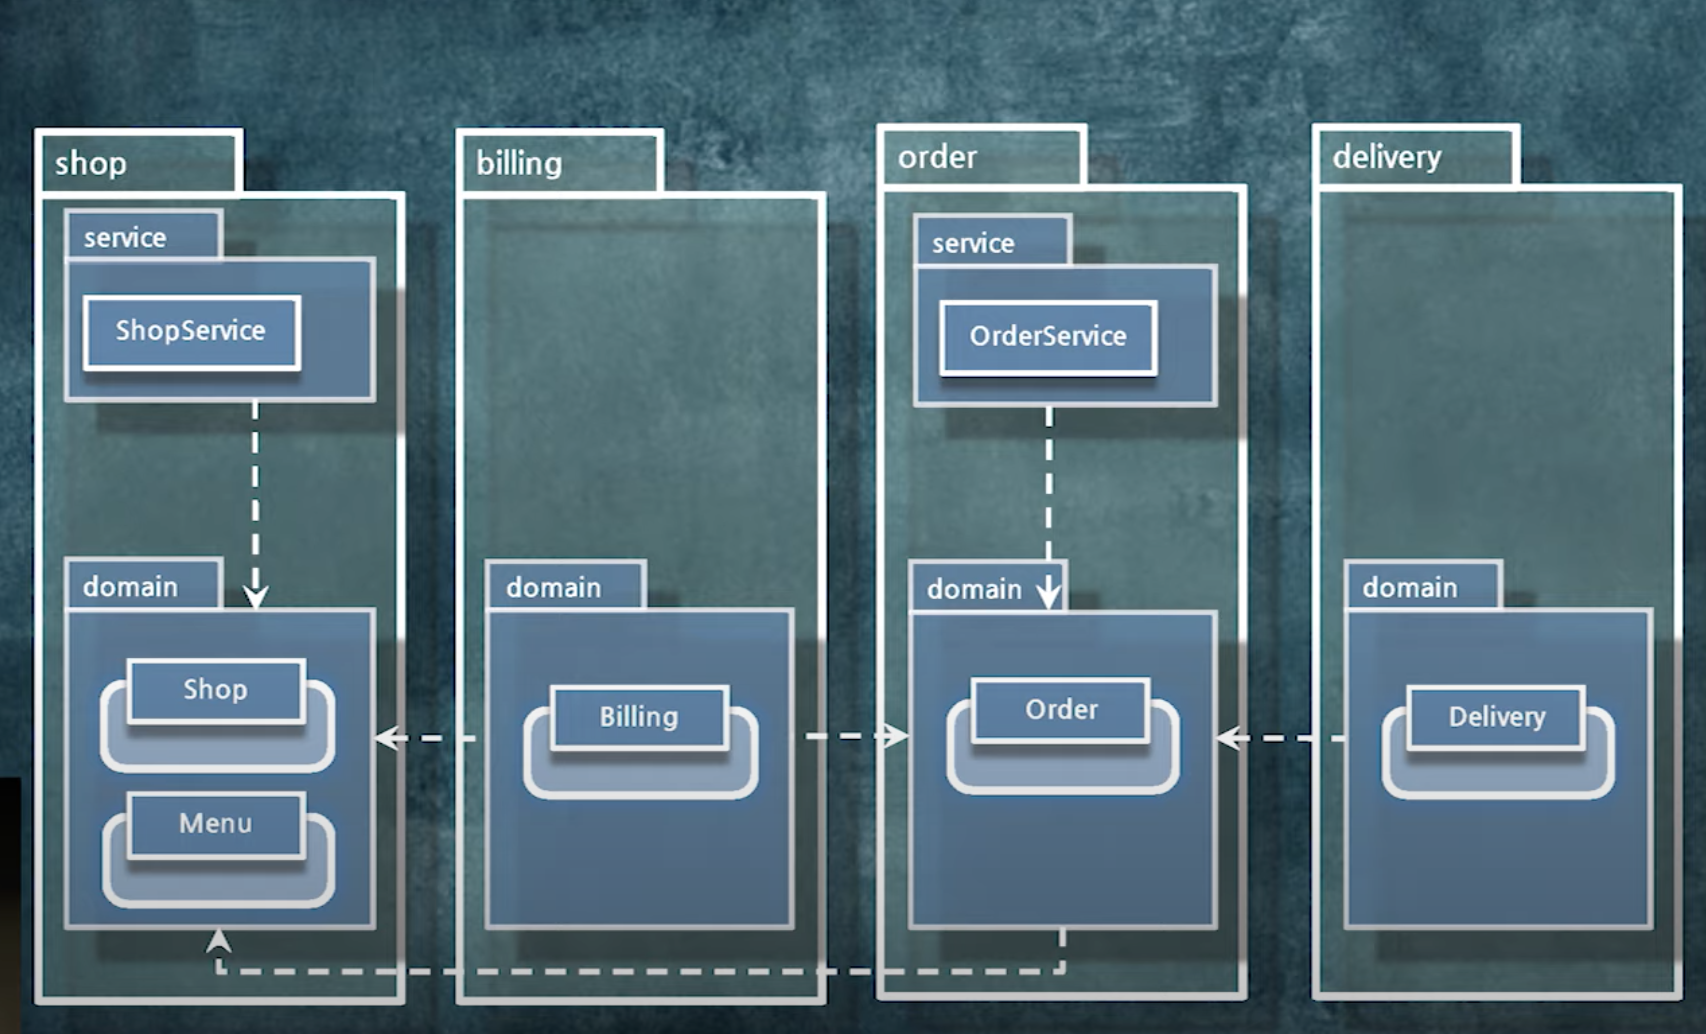 shop
service
ShopService
domain
Shop
Menu
billing
domain
Billing
order
service
OrderService
domain
Order
delivery
domain
Delivery